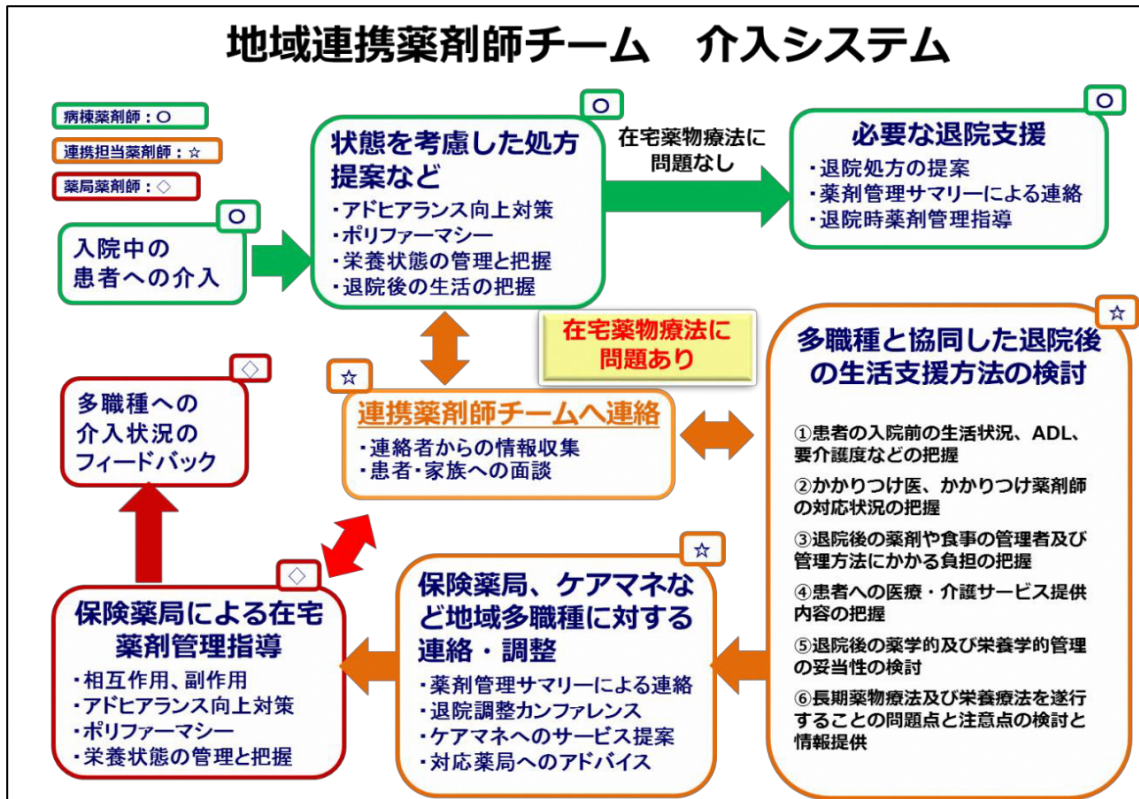 地域連携薬剤師チーム　介入システム
病棟薬剤師：○
連携担当薬剤師：☆
薬局薬剤師：◇
○
入院中の
患者への介入
○
状態を考慮した処方
提案など
・アドヒアランス向上対策
・ポリファーマシー
・栄養状態の管理と把握
・退院後の生活の把握
在宅薬物療法に
問題なし
○
必要な退院支援
・退院処方の提案
・薬剤管理サマリーによる連絡
・退院時薬剤管理指導
在宅薬物療法に
問題あり
☆
連携薬剤師チームへ連絡
・連絡者からの情報収集
・患者・家族への面談
☆
多職種と協同した退院後
の生活支援方法の検討
①患者の入院前の生活状況、ADL、
要介護度などの把握
②かかりつけ医、かかりつけ薬剤師
の対応状況の把握
③退院後の薬剤や食事の管理者及び
管理方法にかかる負担の把握
④患者への医療・介護サービス提供
内容の把握
⑤退院後の薬学的及び栄養学的管理
の妥当性の検討
⑥長期薬物療法及び栄養療法を遂行
することの問題点と注意点の検討と
情報提供
☆
保険薬局、ケアマネな
ど地域多職種に対する
連絡・調整
・薬剤管理サマリーによる連絡
・退院調整カンファレンス
・ケアマネへのサービス提案
・対応薬局へのアドバイス
◇
保険薬局による在宅
薬剤管理指導
・相互作用、副作用
・アドヒアランス向上対策
・ポリファーマシー
・栄養状態の管理と把握
◇
多職種への
介入状況の
フィードバック